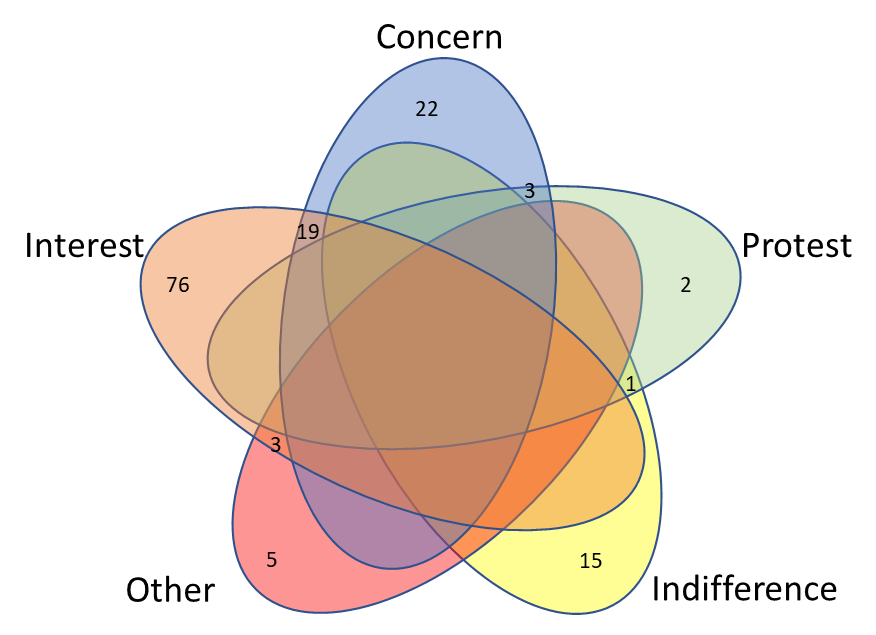 Concern
22
3
19
Interest
Protest
76
2
1
3
5
15
Other
Indifference